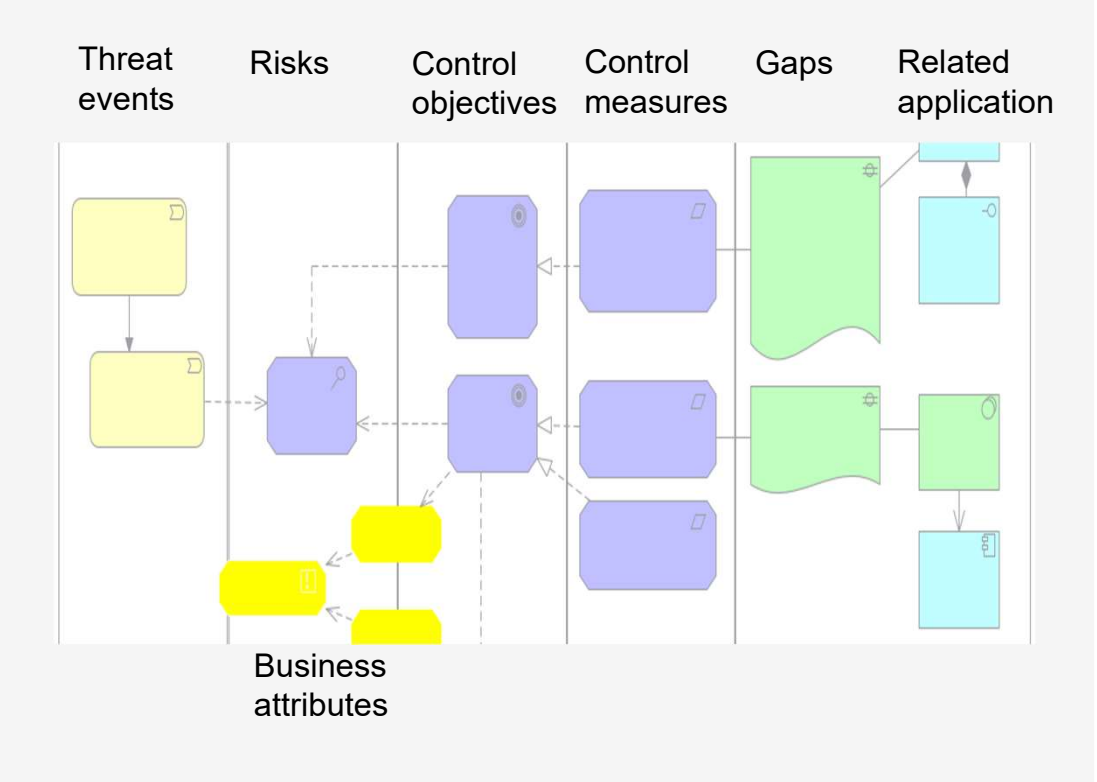 Threat
events
Risks
Control
objectives
Control
measures
Gaps
Related
application
Business
attributes